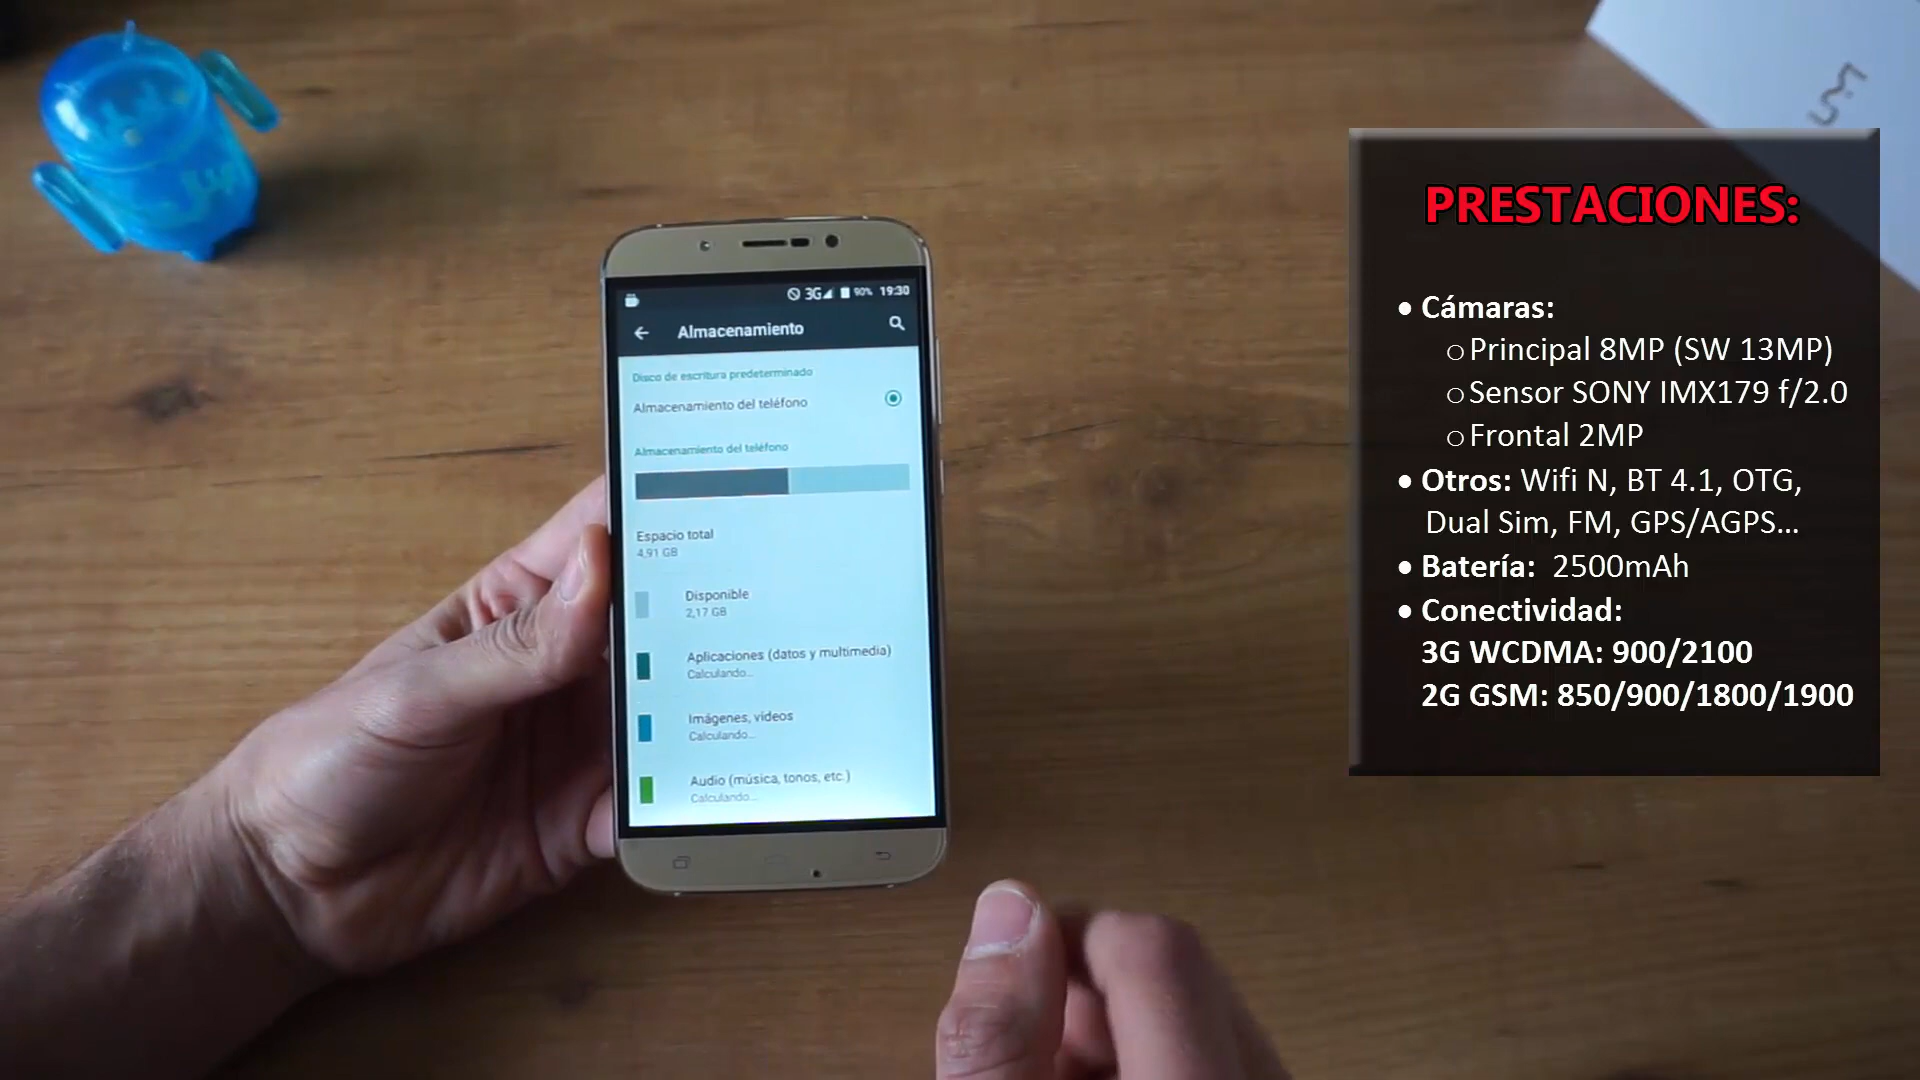 umi
3G 90% 19:30
Almacenamiento
Disco de escritura predeterminado
Almacenamiento del teléfono
Almacenamiento del teléfono
Espacio total
4,91 GB
Disponible
2,17 GB
Aplicaciones (datos y multimedia)
Calculando...
Imágenes, vídeos
Calculando...
Audio (música, tonos, etc.)
Calculando...
PRESTACIONES:
• Cámaras:
o Principal 8MP (SW 13MP)
o Sensor SONY IMX179 f/2.0
o Frontal 2MP
• Otros: Wifi N, BT 4.1, OTG,
Dual Sim, FM, GPS/AGPS...
• Batería: 2500mAh
• Conectividad:
3G WCDMA: 900/2100
2G GSM: 850/900/1800/1900